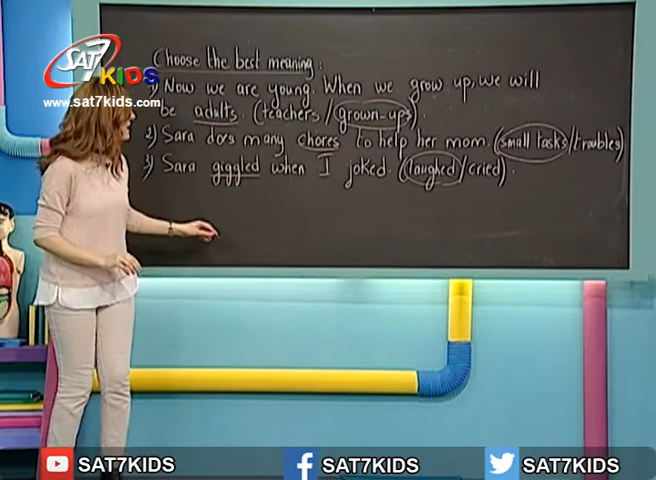 SAT7
KIDS
www.sat7kids.com
Choose the best meaning:
1) Now we are young. When we grow up, we will
be adults. (teachers/grown-ups).
2) Sara does many chores to help her mom. (small tasks/troubles)
3) Sara giggled when I joked. (laughed/cried).
SAT7KIDS SAT7KIDS SAT7KIDS